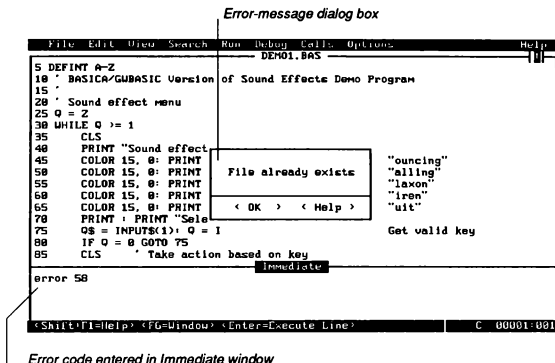 Error-message dialog box
File Edit View Search Run Debug Calls Options Help
DEMO1.BAS
5 DEFINT A-Z
10 ' BASICA/GWBASIC Version of Sound Effects Demo Program
15 '
20 ' Sound effect menu
25 Q = 2
30 WHILE Q >= 1
35 CLS
40 PRINT "Sound effect
45 COLOR 15, 0: PRINT "ouncing"
50 COLOR 15, 0: PRINT "alling"
55 COLOR 15, 0: PRINT "laxon"
60 COLOR 15, 0: PRINT "iren"
65 COLOR 15, 0: PRINT "uit"
70 PRINT : PRINT "Sele
75 Q$ = INPUT$(1): Q = I Get valid key
80 IF Q = 0 GOTO 75
85 CLS ' Take action based on key
File already exists
< OK > < Help >
Immediate
error 58
<Shift+F1=Help> <F6=Window> <Enter=Execute Line> C 00001:001
Error code entered in Immediate window